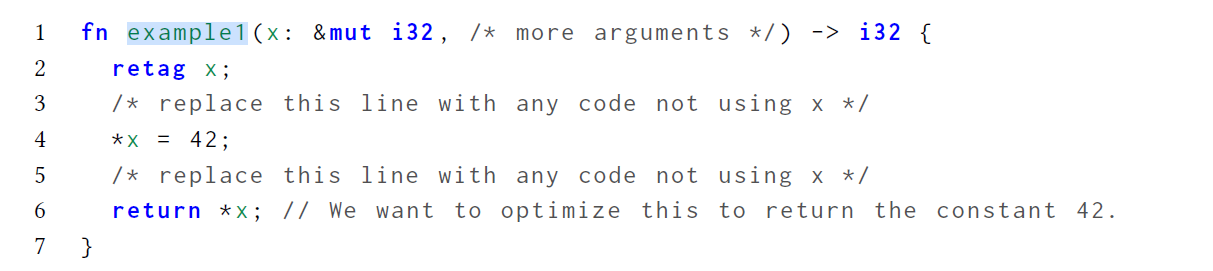 1 fn example1(x: &mut i32, /* more arguments */) -> i32 {
2 retag x;
3 /* replace this line with any code not using x */
4 *x = 42;
5 /* replace this line with any code not using x */
6 return *x; // We want to optimize this to return the constant 42.
7 }